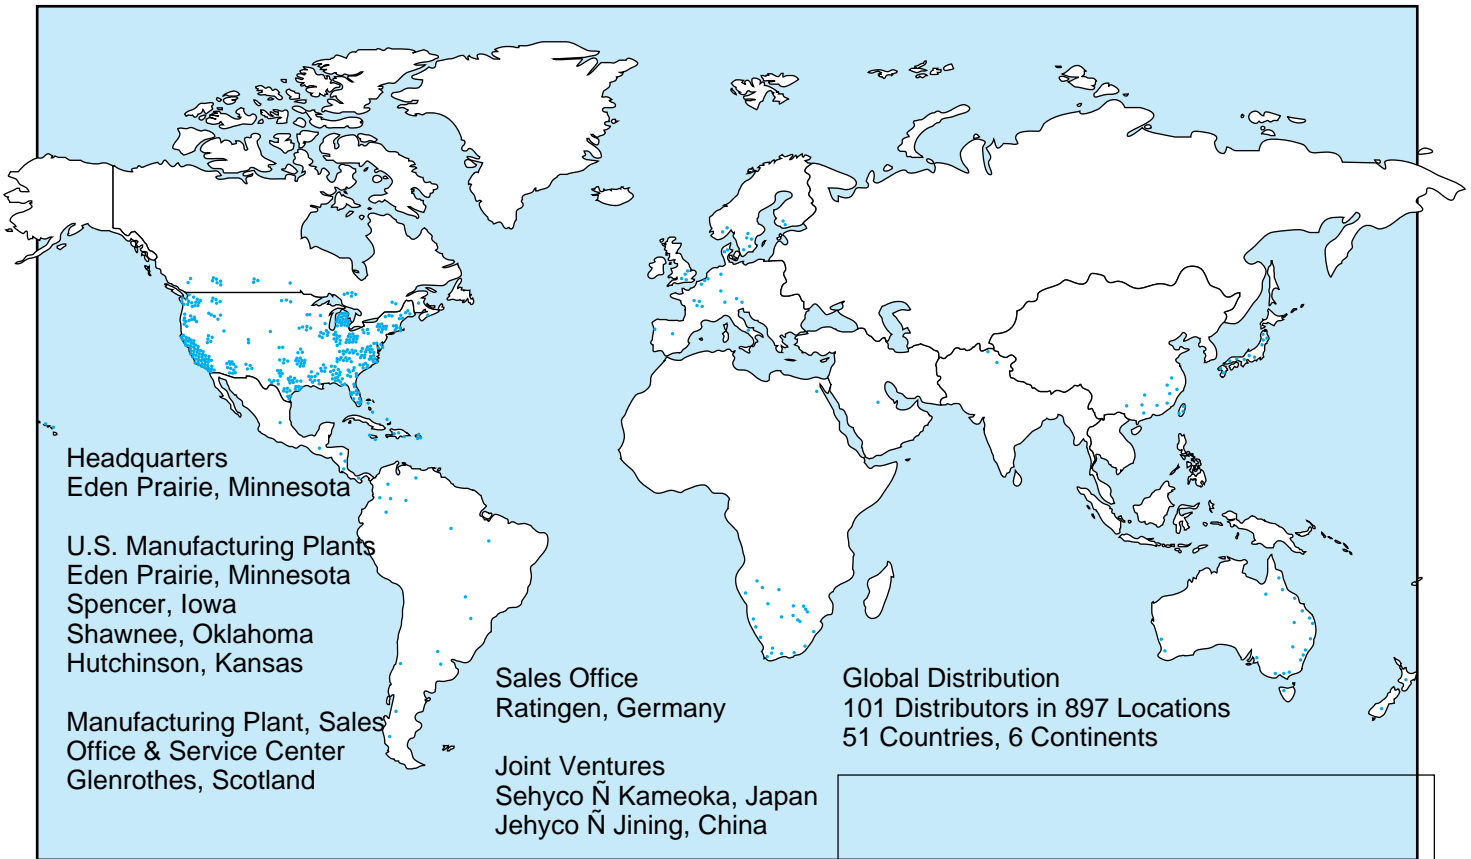 Headquarters
Eden Prairie, Minnesota
U.S. Manufacturing Plants
Eden Prairie, Minnesota
Spencer, Iowa
Shawnee, Oklahoma
Hutchinson, Kansas
Manufacturing Plant, Sales
Office & Service Center
Glenrothes, Scotland
Sales Office
Ratingen, Germany
Joint Ventures
Sehyco Ñ Kameoka, Japan
Jehyco Ñ Jining, China
Global Distribution
101 Distributors in 897 Locations
51 Countries, 6 Continents